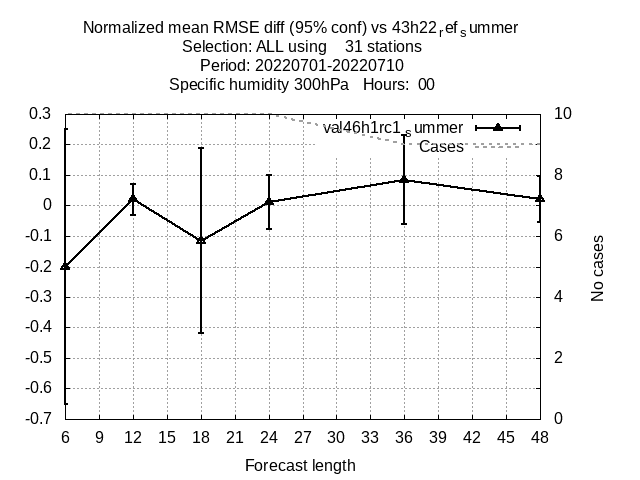 Normalized mean RMSE diff (95% conf) vs 43h22ref summer
Selection: ALL using 31 stations
Period: 20220701-20220710
Specific humidity 300hPa Hours: 00
0.3
0.2
0.1
0
-0.1
-0.2
-0.3
-0.4
-0.5
-0.6
-0.7
10
8
6
4
2
0
val46h1rc1summer
Cases
No cases
6 9 12 15 18 21 24 27 30 33 36 39 42 45 48
Forecast length